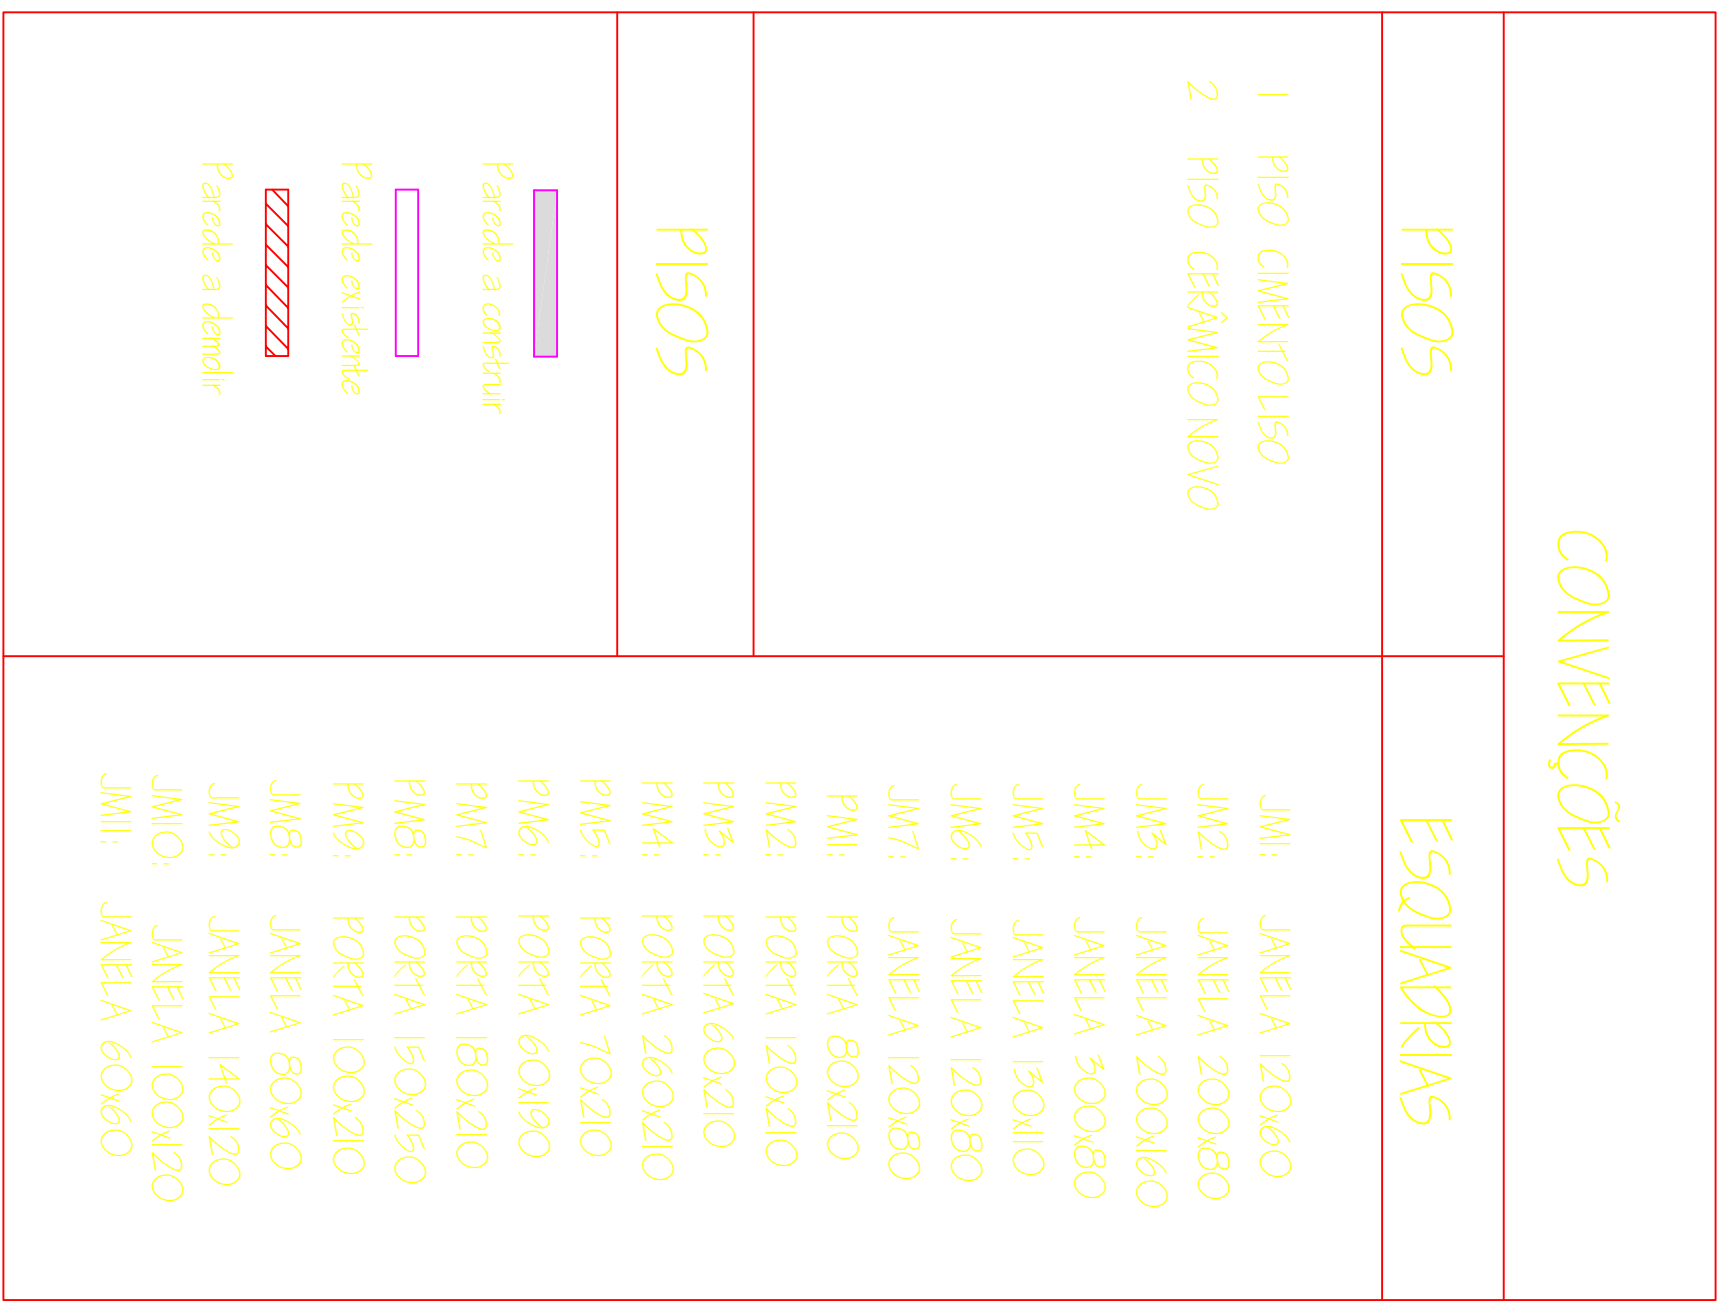 CONVENÇÕES
PISOS
1 PISO CIMENTO LISO
2 PISO CERÂMICO NOVO
PISOS
Parede a construir
Parede existente
Parede a demolir
ESQUADRIAS
JM1: JANELA 120x60
JM2: JANELA 200x80
JM3: JANELA 200x160
JM4: JANELA 300x80
JM5: JANELA 130x110
JM6: JANELA 120x80
JM7: JANELA 120x80
PM1: PORTA 80x210
PM2: PORTA 120x210
PM3: PORTA 60x210
PM4: PORTA 260x210
PM5: PORTA 70x210
PM6: PORTA 60x190
PM7: PORTA 180x210
PM8: PORTA 150x250
PM9: PORTA 100x210
JM8: JANELA 80x60
JM9: JANELA 140x120
JM10: JANELA 100x120
JM11: JANELA 60x60